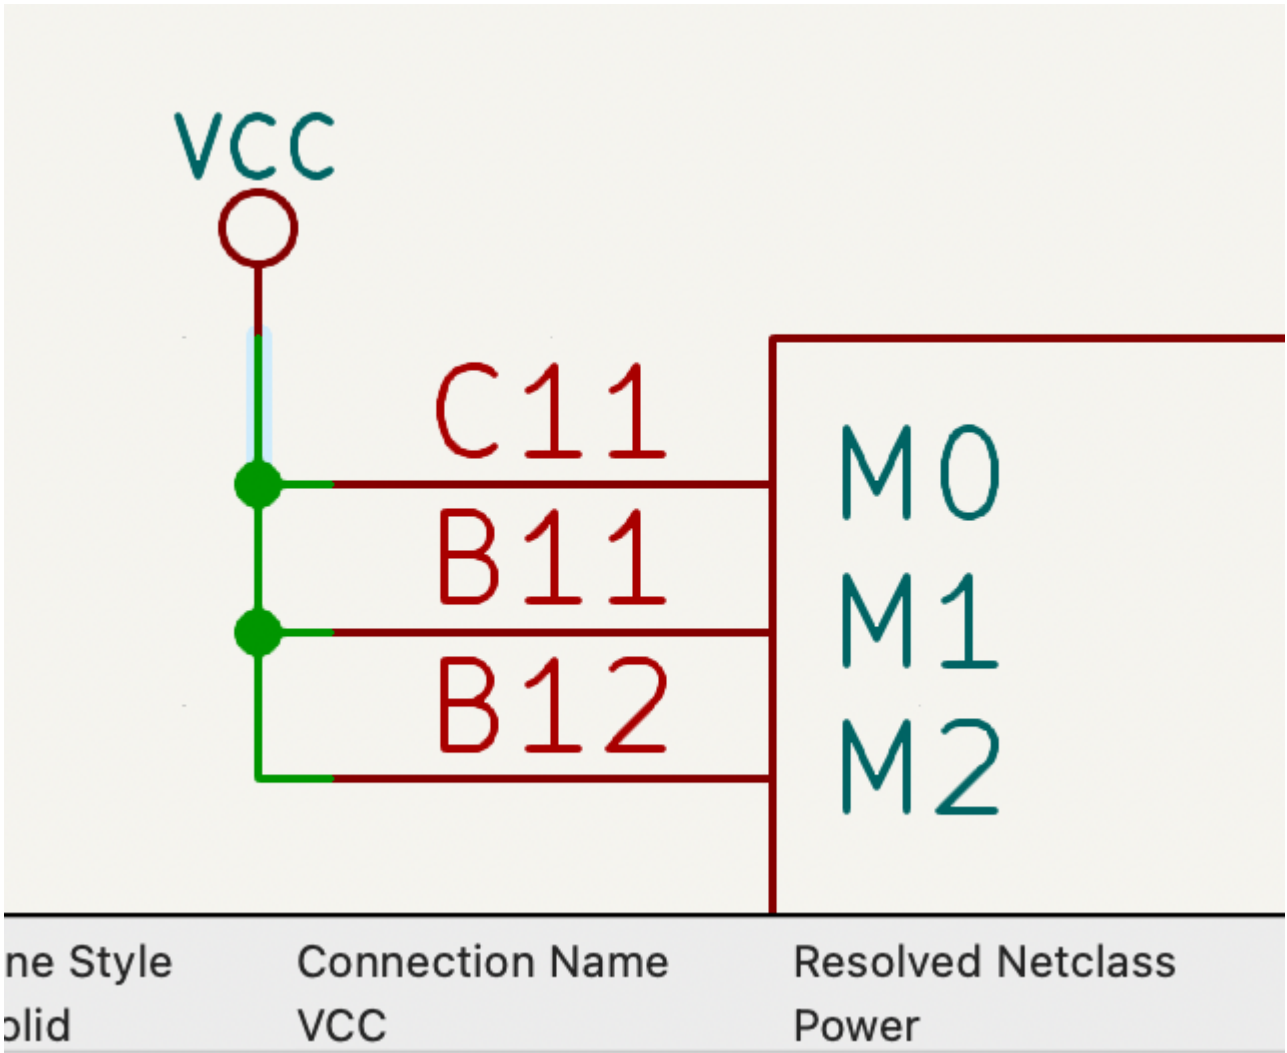 VCC
C11
M0
B11
M1
B12
M2
ne Style Connection Name Resolved Netclass
olid VCC Power